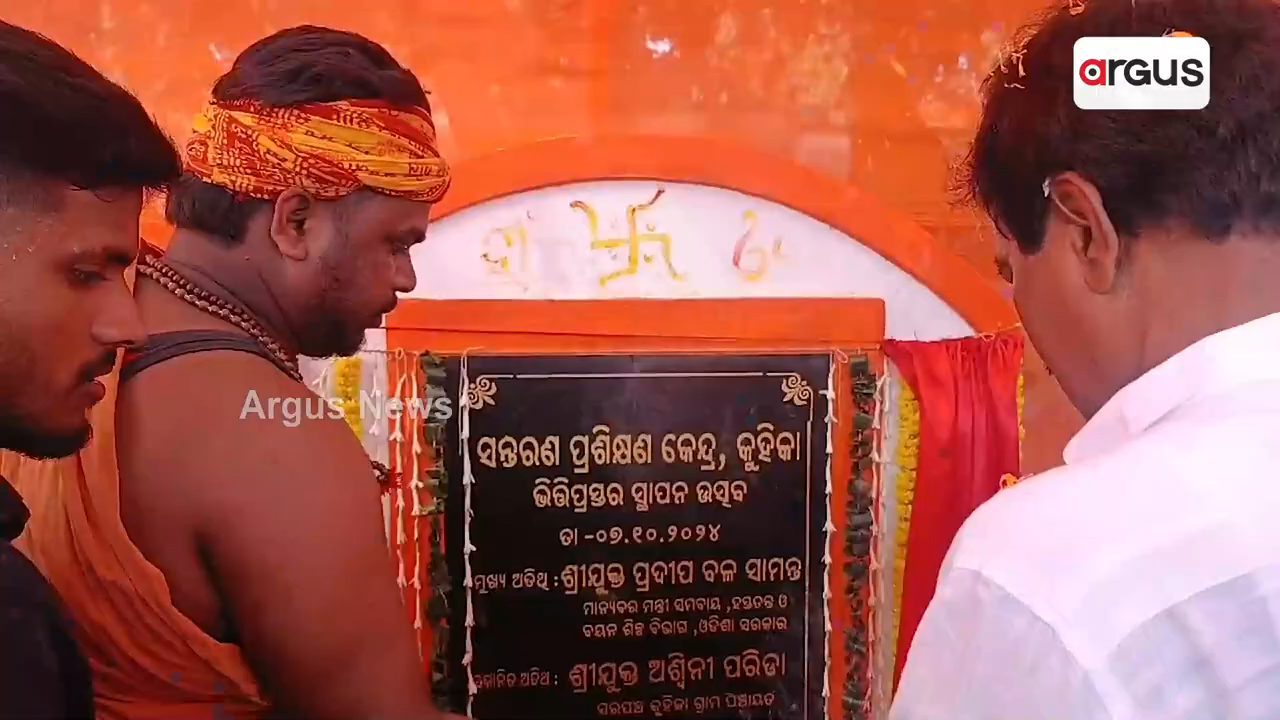 argus
Argus News
ସନ୍ତରଣ ପ୍ରଶିକ୍ଷଣ କେନ୍ଦ୍ର, କୁହିକା
ଭିତ୍ତିପ୍ରସ୍ତର ସ୍ଥାପନ ଉତ୍ସବ
ତା -୦୭.୧୦.୨୦୨୪
ମୁଖ୍ୟ ଅତିଥି : ଶ୍ରୀଯୁକ୍ତ ପ୍ରଦୀପ ବଳ ସାମନ୍ତ
ମାନ୍ୟବର ମନ୍ତ୍ରୀ ସମବାୟ ,ହସ୍ତତନ୍ତ ଓ
ବୟନ ଶିଳ୍ପ ବିଭାଗ ,ଓଡିଶା ସରକାର
ଅତିଥି : ଶ୍ରୀଯୁକ୍ତ ଅଶ୍ୱିନୀ ପରିଡା
ସରପଞ୍ଚ କୁହିକା ଗ୍ରାମ ପଞ୍ଚାୟତ